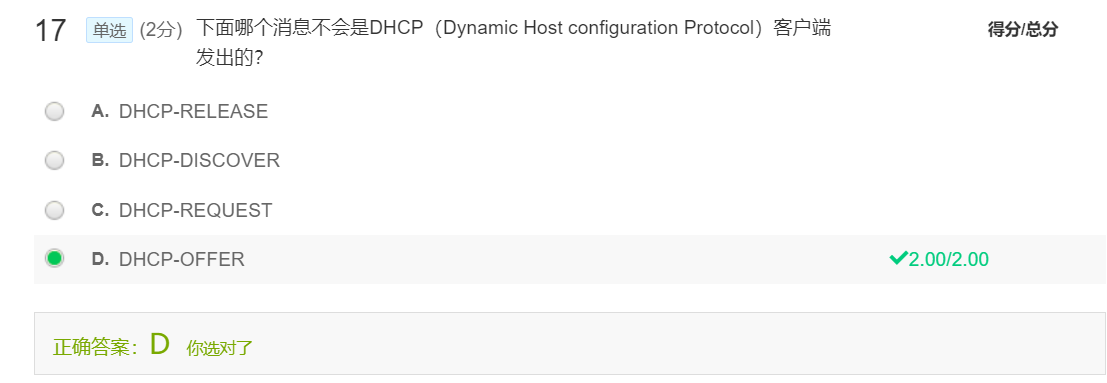 17 单选 (2分) 下面哪个消息不会是DHCP（Dynamic Host configuration Protocol）客户端 得分/总分
发出的?
A. DHCP-RELEASE
B. DHCP-DISCOVER
C. DHCP-REQUEST
D. DHCP-OFFER 2.00/2.00
正确答案：D 你选对了